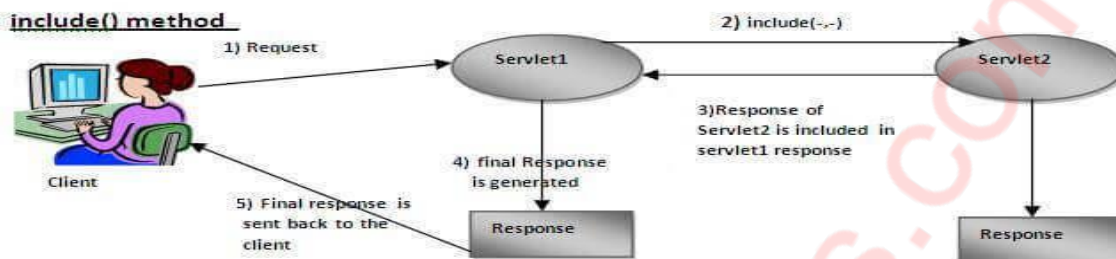 include() method
1) Request
2) include(-,-)
Servlet1
Servlet2
3)Response of
Servlet2 is included in
servlet1 response
4) final Response
is generated
Client
5) Final response is
sent back to the
client
Response
Response
s.com